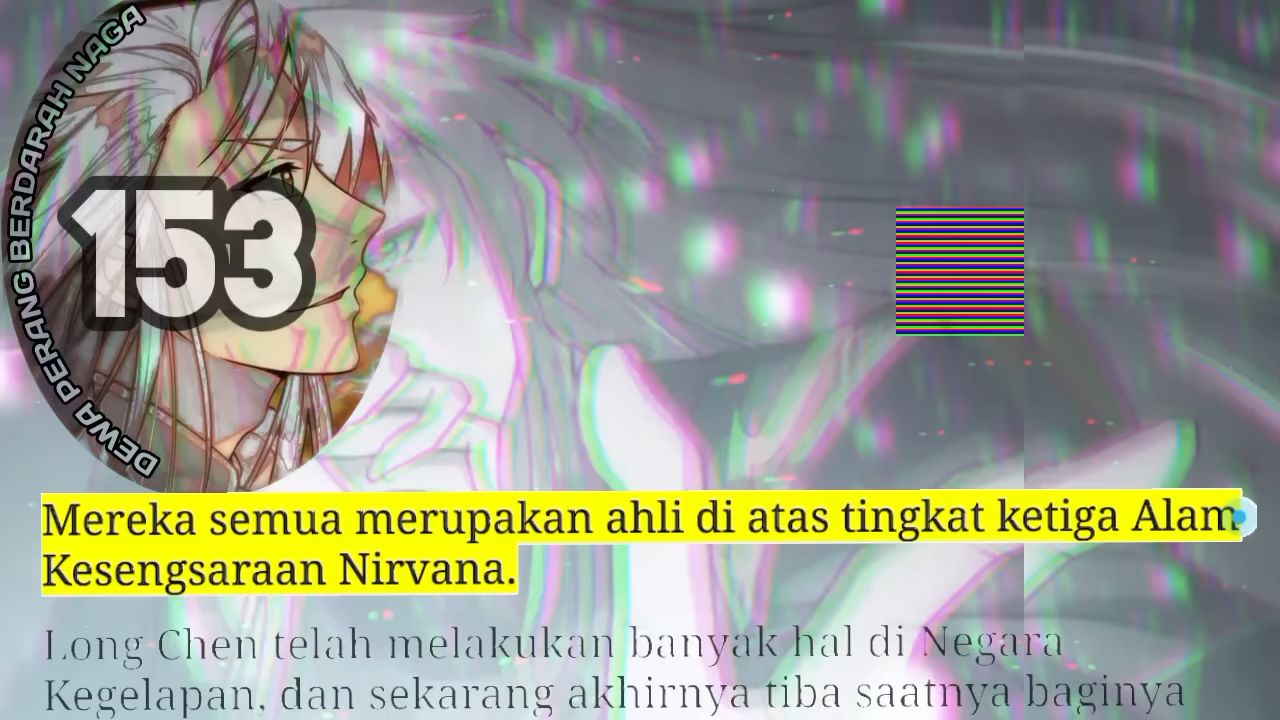 DEWA PERANG BERDARAH NAGA
153
Mereka semua merupakan ahli di atas tingkat ketiga Alam
Kesengsaraan Nirvana.
Long Chen telah melakukan banyak hal di Negara
Kegelapan, dan sekarang akhirnya tiba saatnya baginya